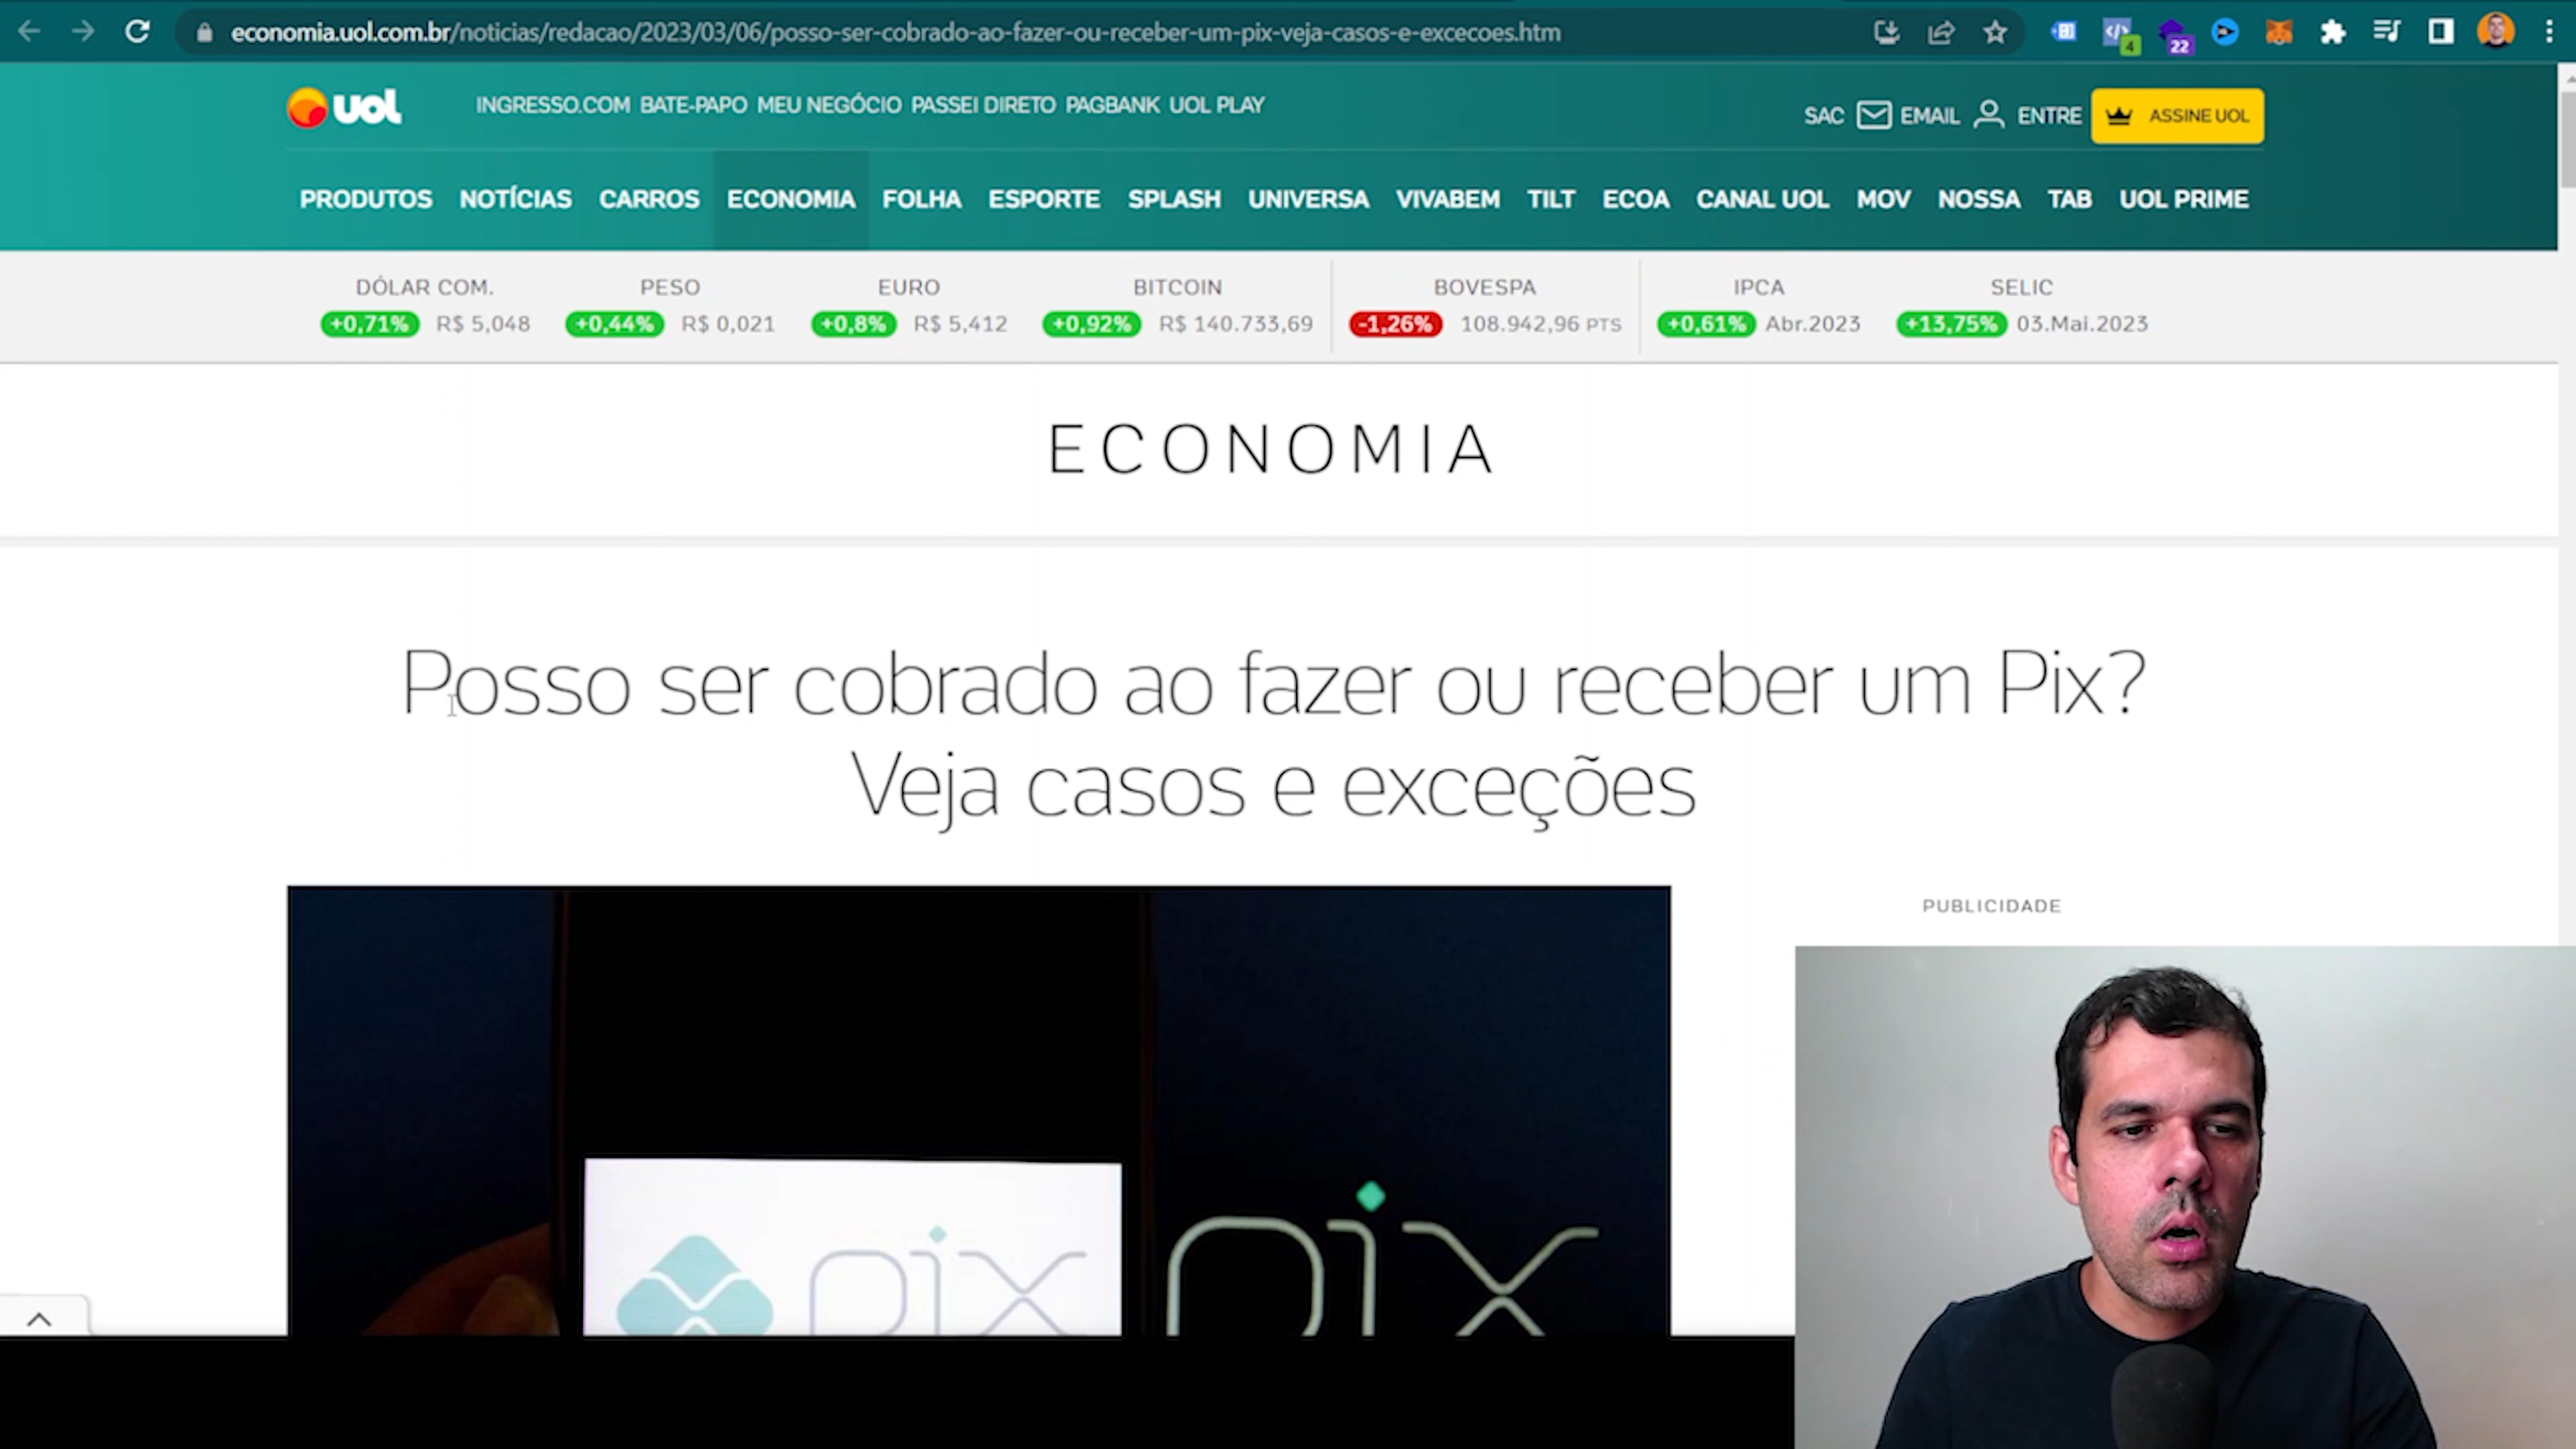 economia.uol.com.br/noticias/redacao/2023/03/06/posso-ser-cobrado-ao-fazer-ou-receber-um-pix-veja-casos-e-excecoes.htm
4
22
uol
INGRESSO.COM BATE-PAPO MEU NEGÓCIO PASSEI DIRETO PAGBANK UOL PLAY
SAC EMAIL ENTRE ASSINE UOL
PRODUTOS NOTÍCIAS CARROS ECONOMIA FOLHA ESPORTE SPLASH UNIVERSA VIVABEM TILT ECOA CANAL UOL MOV NOSSA TAB UOL PRIME
DÓLAR COM. PESO EURO BITCOIN BOVESPA IPCA SELIC
+0,71% R$ 5,048 +0,44% R$ 0,021 +0,8% R$ 5,412 +0,92% R$ 140.733,69 -1,26% 108.942,96 PTS +0,61% Abr.2023 +13,75% 03.Mai.2023
ECONOMIA
Posso ser cobrado ao fazer ou receber um Pix?
Veja casos e exceções
PUBLICIDADE
pix
pix